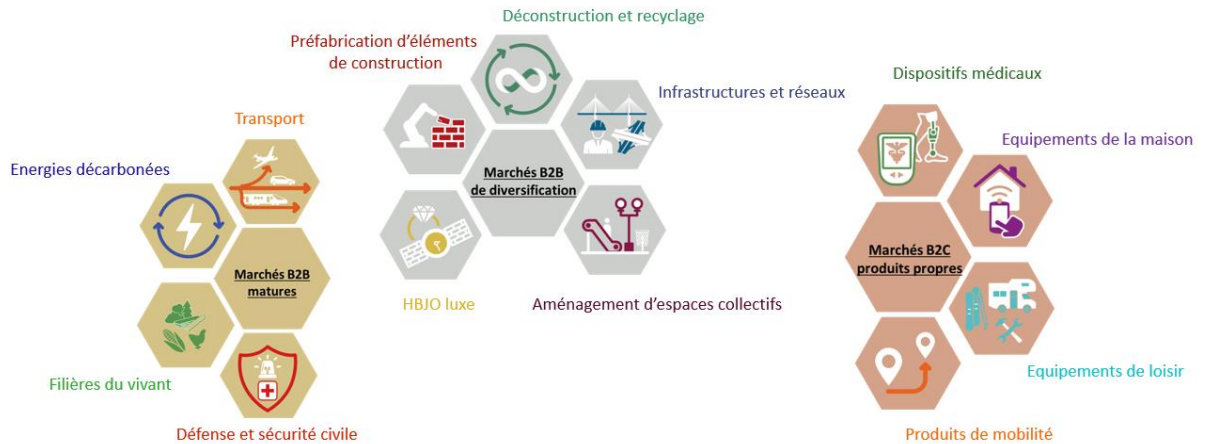 Déconstruction et recyclage
Préfabrication d'éléments
de construction
Infrastructures et réseaux
Marchés B2B
de diversification
HBJO luxe
Aménagement d'espaces collectifs
Transport
Energies décarbonées
Marchés B2B
matures
Filières du vivant
Défense et sécurité civile
Dispositifs médicaux
Equipements de la maison
Marchés B2C
produits propres
Equipements de loisir
Produits de mobilité